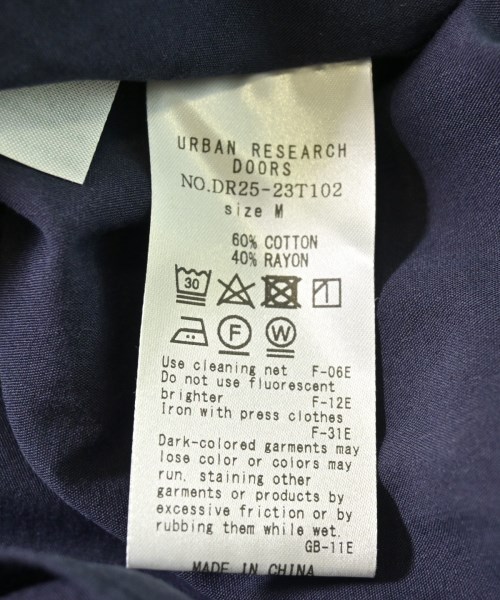 URBAN RESEARCH
DOORS
NO.DR25-23T102
size M
60% COTTON
40% RAYON
30
F W
Use cleaning net F-06E
Do not use fluorescent
brighter F-12E
Iron with press clothes
F-31E
Dark-colored garments may
lose color or colors may
run, staining other
garments or products by
excessive friction or by
rubbing them while wet.
GB-11E
MADE IN CHINA